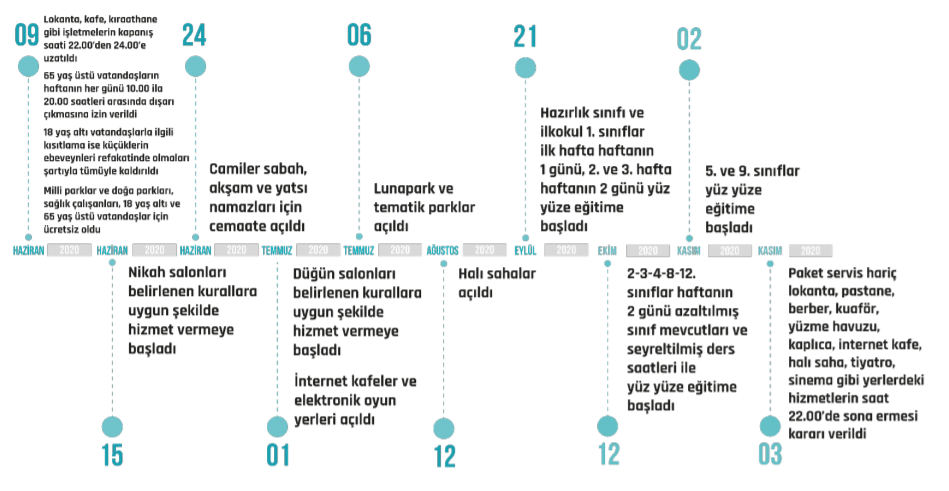 09
Lokanta, kafe, kıraathane
gibi işletmelerin kapanış
saati 22.00'den 24.00'e
uzatıldı
65 yaş üstü vatandaşların
haftanın her günü 10.00 ila
20.00 saatleri arasında dışarı
çıkmasına izin verildi
18 yaş altı vatandaşlarla ilgili
kısıtlama ise küçüklerin
ebeveynleri refakatinde olmaları
şartıyla tümüyle kaldırıldı
Milli parklar ve doğa parkları,
sağlık çalışanları, 18 yaş altı ve
65 yaş üstü vatandaşlar için
ücretsiz oldu
24
Camiler sabah,
akşam ve yatsı
namazları için
cemaate açıldı
06
Lunapark ve
tematik parklar
açıldı
21
Hazırlık sınıfı ve
ilkokul 1. sınıflar
ilk hafta haftanın
1 günü, 2. ve 3. hafta
haftanın 2 günü yüz
yüze eğitime
başladı
02
5. ve 9. sınıflar
yüz yüze
eğitime
başladı
HAZİRAN 2020 HAZİRAN 2020 HAZİRAN 2020 TEMMUZ 2020 TEMMUZ 2020 AĞUSTOS 2020 EYLÜL 2020 EKİM 2020 KASIM 2020 KASIM 2020
Nikah salonları
belirlenen kurallara
uygun şekilde
hizmet vermeye
başladı
15
Düğün salonları
belirlenen kurallara
uygun şekilde
hizmet vermeye
başladı
İnternet kafeler ve
elektronik oyun
yerleri açıldı
01
Halı sahalar
açıldı
12
2-3-4-8-12.
sınıflar haftanın
2 günü azaltılmış
sınıf mevcutları ve
seyreltilmiş ders
saatleri ile
yüz yüze eğitime
başladı
12
Paket servis hariç
lokanta, pastane,
berber, kuaför,
yüzme havuzu,
kaplıca, internet kafe,
halı saha, tiyatro,
sinema gibi yerlerdeki
hizmetlerin saat
22.00'de sona ermesi
kararı verildi
03